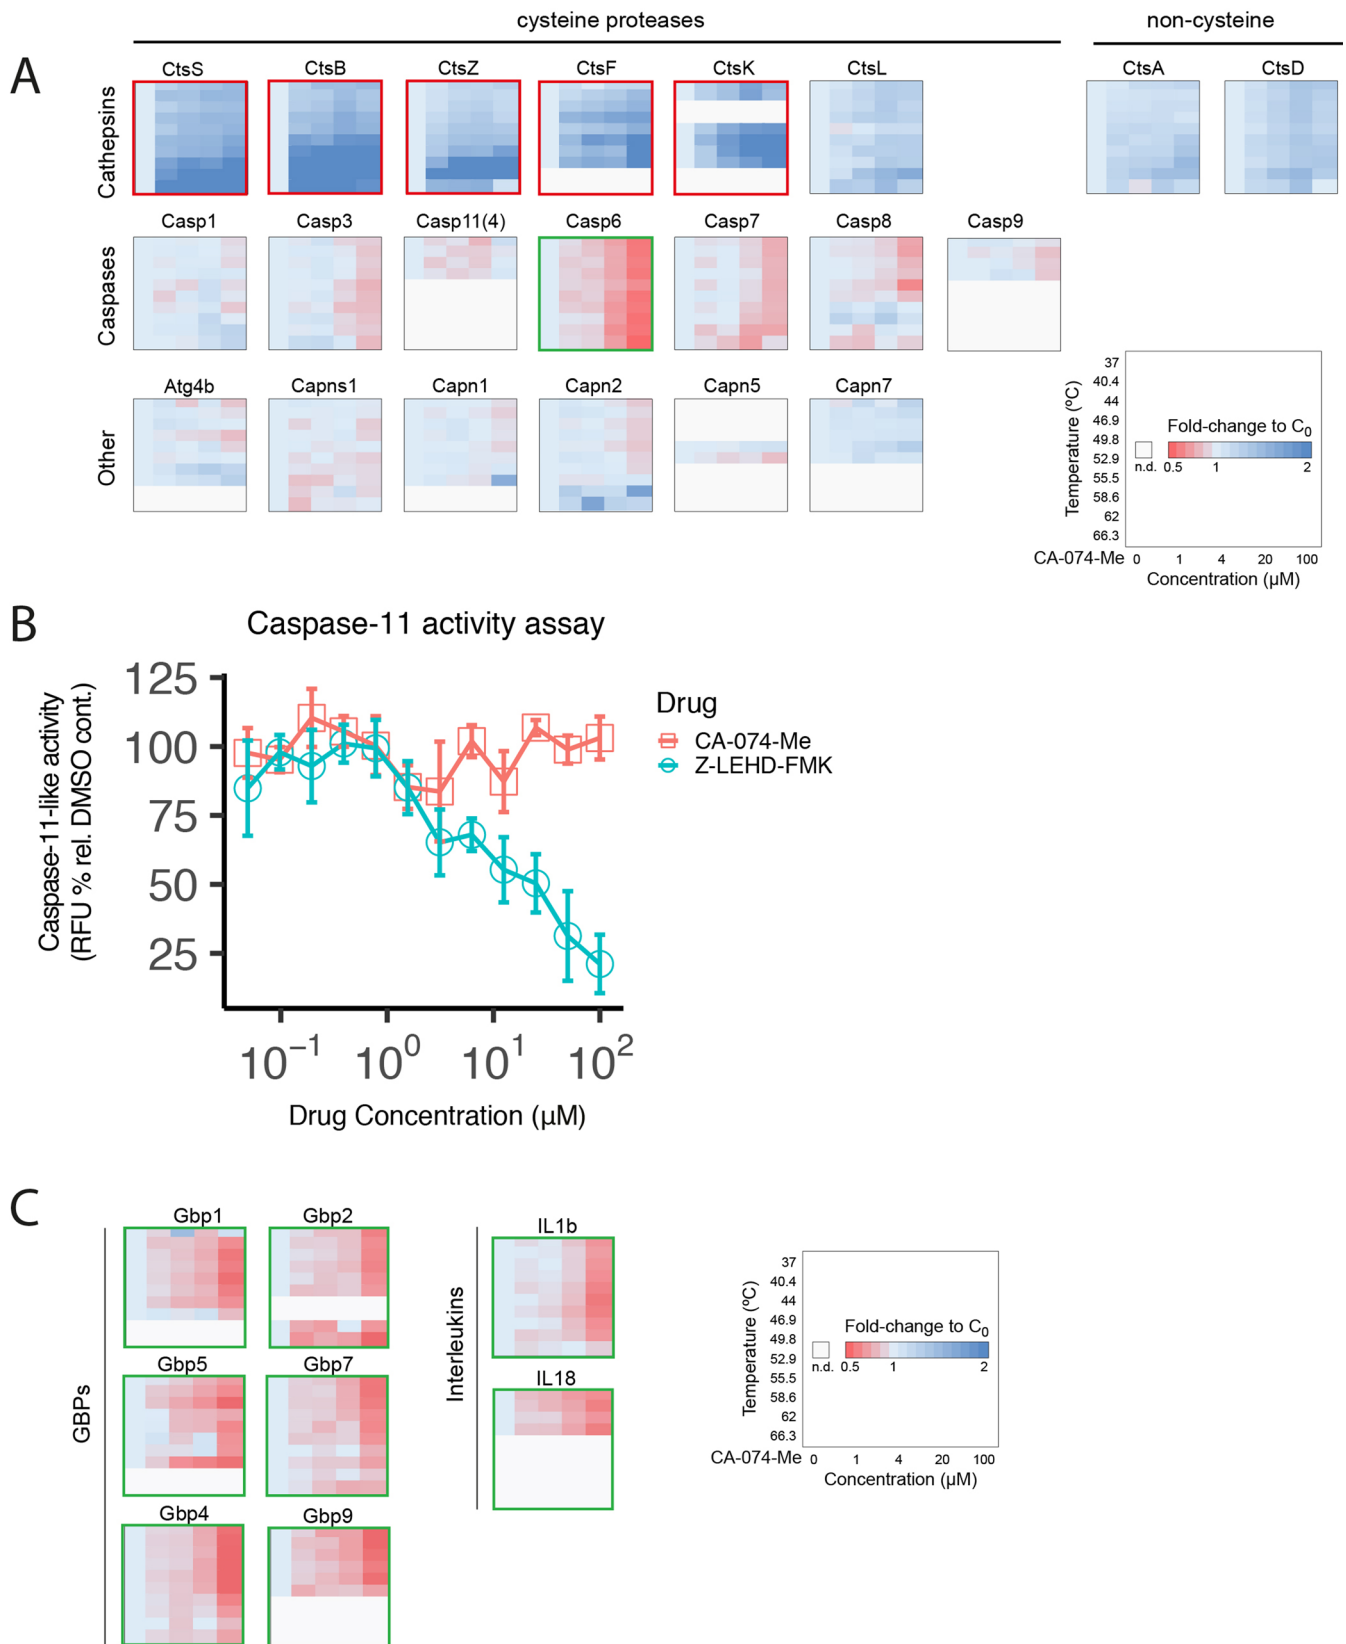 cysteine proteases
non-cysteine
A
Cathepsins
CtsS
CtsB
CtsZ
CtsF
CtsK
CtsL
CtsA
CtsD
Caspases
Casp1
Casp3
Casp11(4)
Casp6
Casp7
Casp8
Casp9
Other
Atg4b
Capns1
Capn1
Capn2
Capn5
Capn7
Temperature (ºC)
37
40.4
44
46.9
49.8
52.9
55.5
58.6
62
66.3
Fold-change to C0
n.d.
0.5
1
2
CA-074-Me
0
1
4
20
100
Concentration (µM)
B
Caspase-11 activity assay
Caspase-11-like activity
(RFU % rel. DMSO cont.)
125
100
75
50
25
10−1
100
101
102
Drug Concentration (µM)
Drug
CA-074-Me
Z-LEHD-FMK
C
GBPs
Gbp1
Gbp2
Gbp5
Gbp7
Gbp4
Gbp9
Interleukins
IL1b
IL18
Temperature (ºC)
37
40.4
44
46.9
49.8
52.9
55.5
58.6
62
66.3
Fold-change to C0
n.d.
0.5
1
2
CA-074-Me
0
1
4
20
100
Concentration (µM)